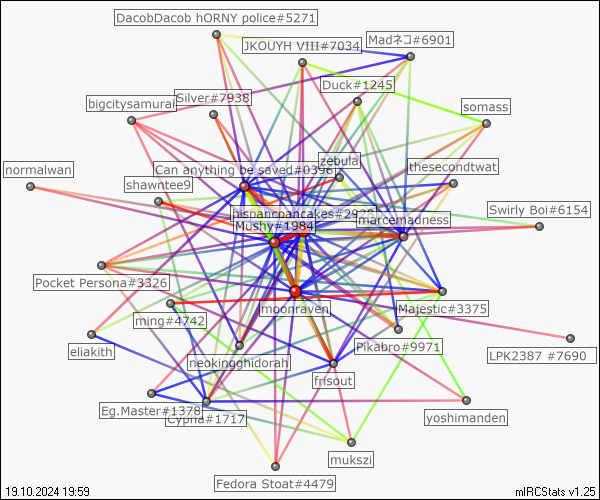 DacobDacob hORNY police#5271
JKOUYH VIII#7034
Madネコ#6901
Duck#1245
Silver#7938
bigcitysamurai
somass
zebula
thesecondtwat
Can anything be saved#0396
normalwan
shawntee9
hispanicpancakes#2928
marcemadness
Swirly Boi#6154
Mushy#1984
Pocket Persona#3326
moonraven
Majestic#3375
ming#4742
Pikabro#9971
eliakith
neokingghidorah
LPK2387 #7690
frisout
Eg.Master#1378
Cypha#1717
yoshimanden
mukszi
Fedora Stoat#4479
19.10.2024 19:59
mIRCStats v1.25